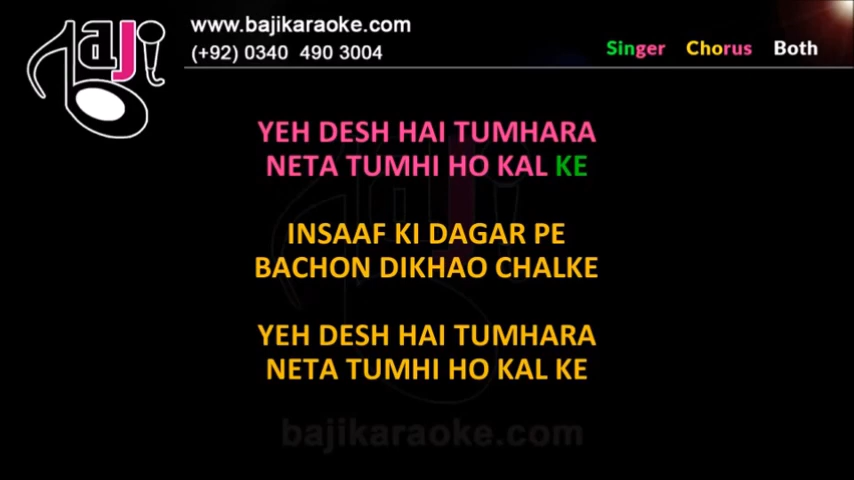 www.bajikaraoke.com
(+92) 0340 490 3004
Singer Chorus Both
baji
YEH DESH HAI TUMHARA
NETA TUMHI HO KAL KE
INSAAF KI DAGAR PE
BACHON DIKHAO CHALKE
YEH DESH HAI TUMHARA
NETA TUMHI HO KAL KE
bajikaraoke.com